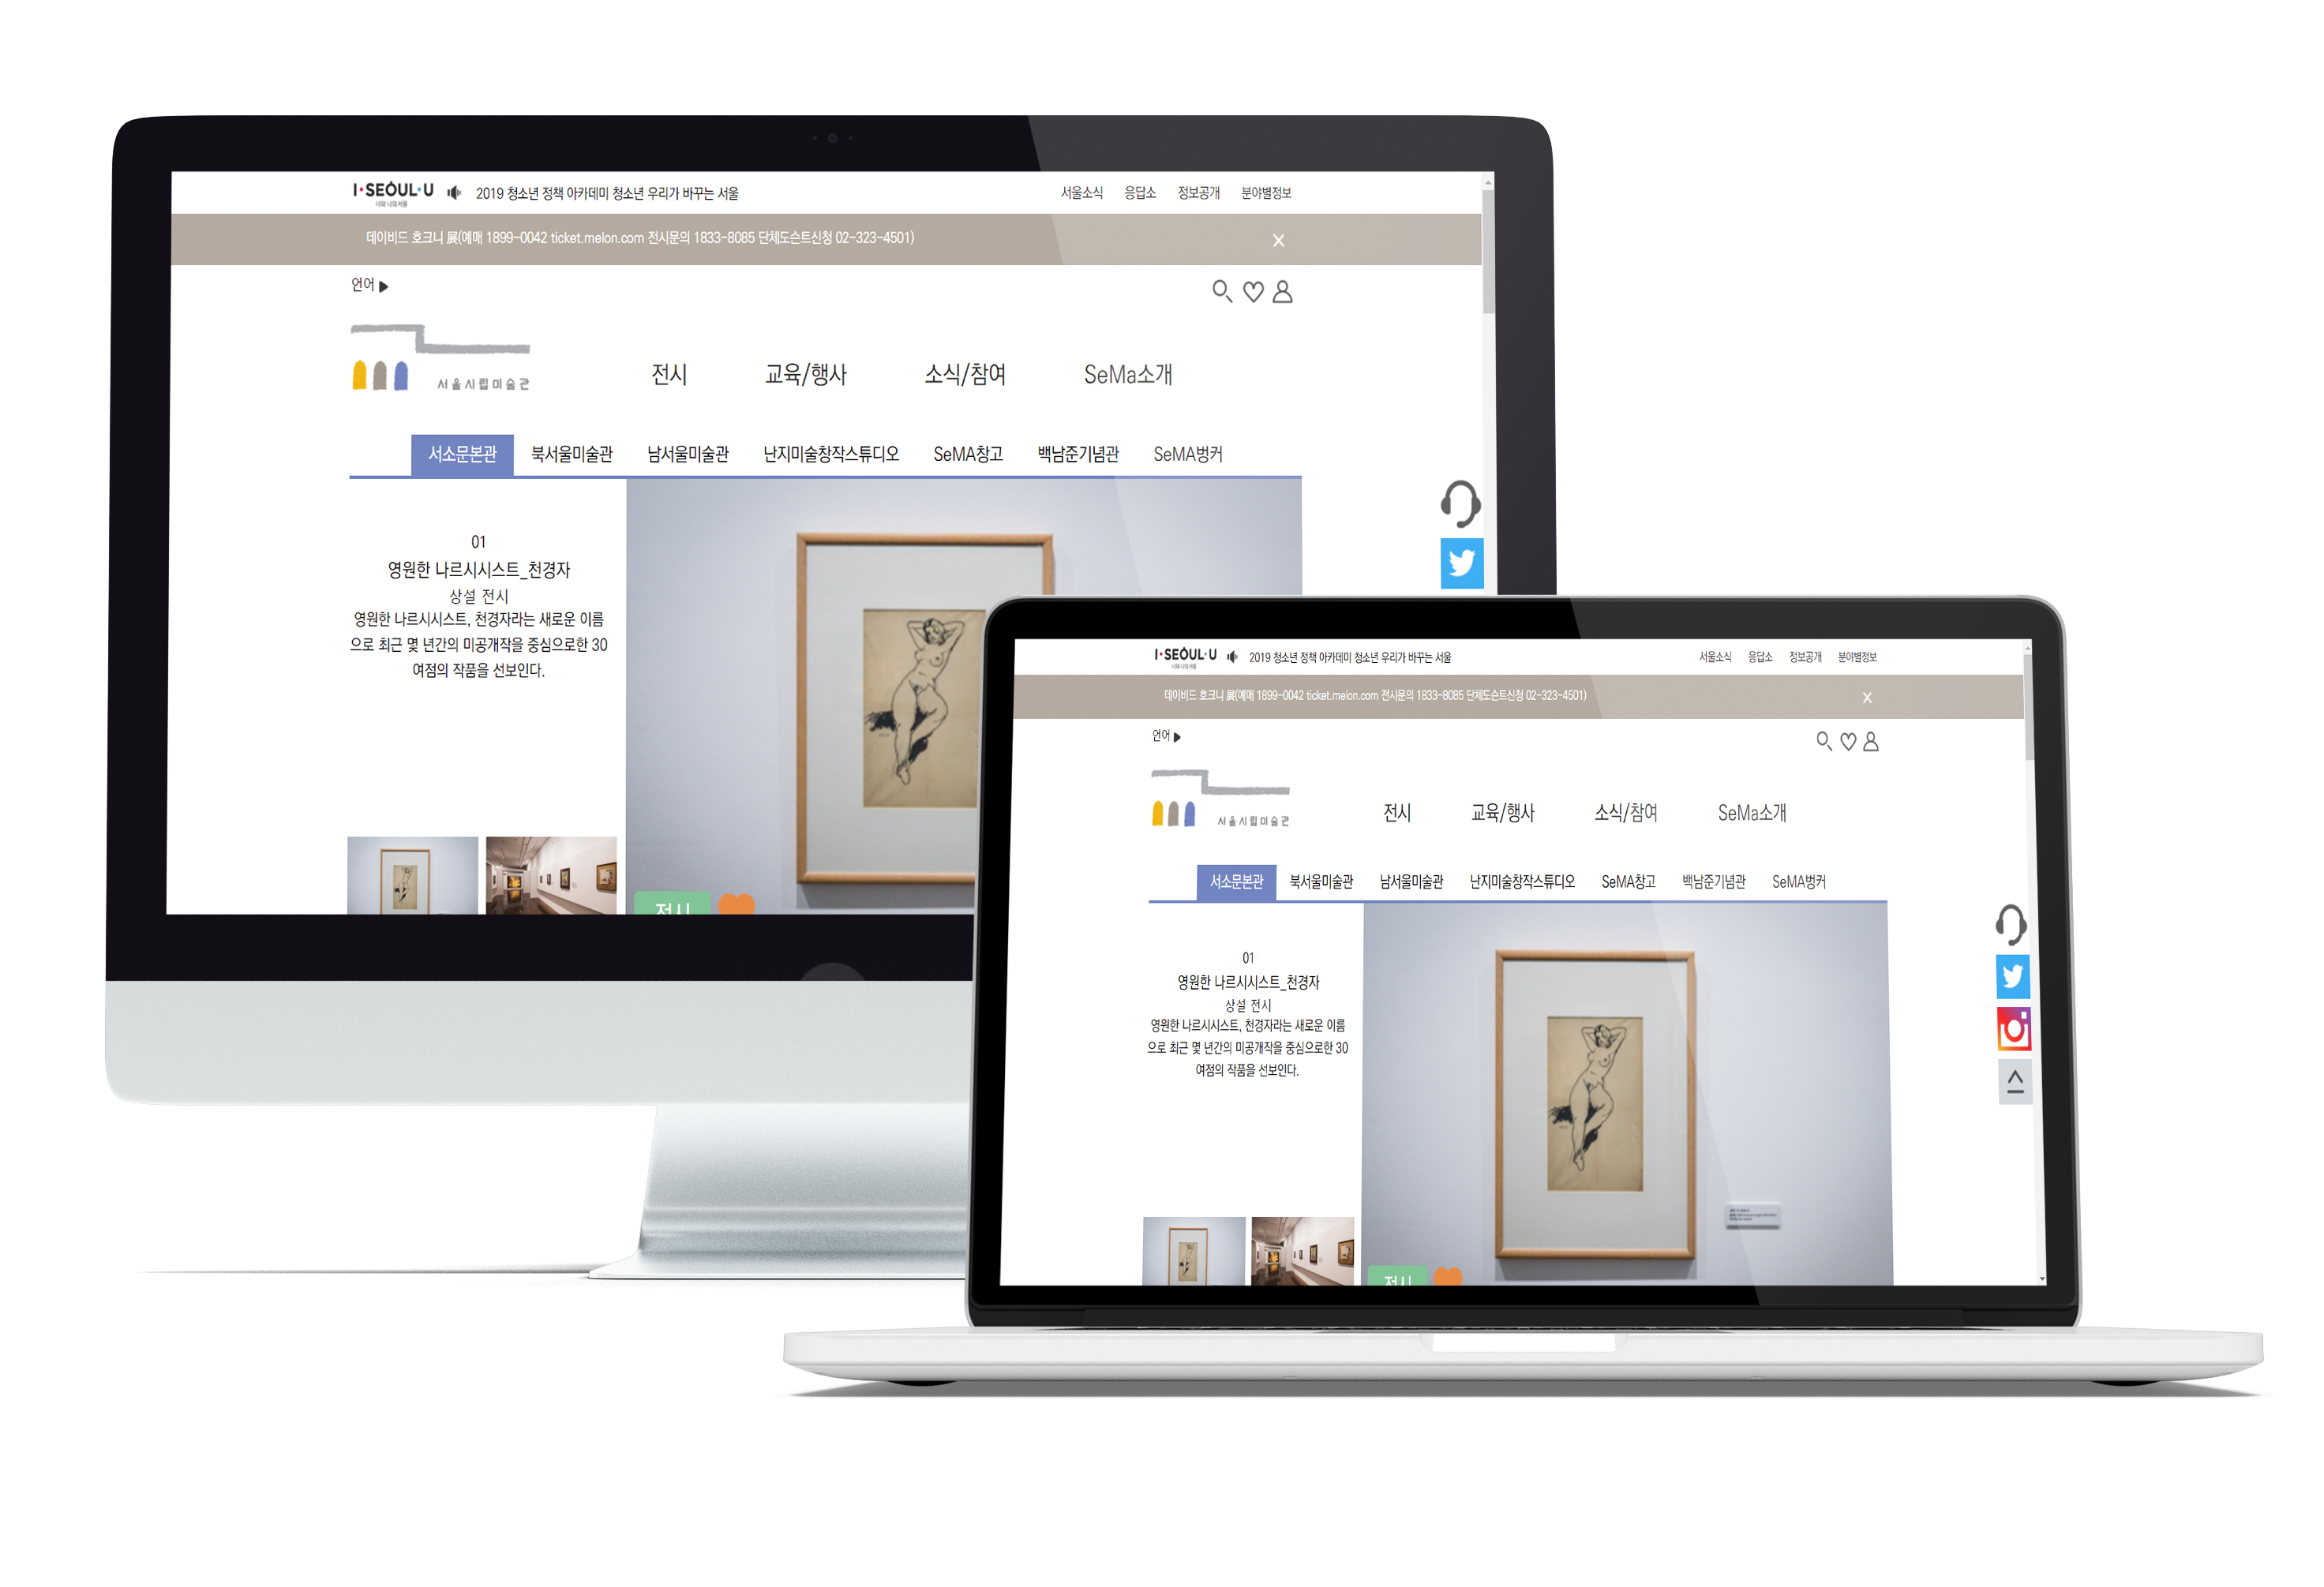 I·SEOUL·U
너와 나의 서울
2019 청소년 정책 아카데미 청소년 우리가 바꾸는 서울
서울소식 응답소 정보공개 분야별정보
데이비드 호크니 展(예매 1899-0042 ticket.melon.com 전시문의 1833-8085 단체도슨트신청 02-323-4501)
언어
서울시립미술관
전시 교육/행사 소식/참여 SeMa소개
서소문본관 북서울미술관 남서울미술관 난지미술창작스튜디오 SeMA창고 백남준기념관 SeMA벙커
01
영원한 나르시시스트_천경자
상설 전시
영원한 나르시시스트, 천경자라는 새로운 이름
으로 최근 몇 년간의 미공개작을 중심으로한 30
여점의 작품을 선보인다.
전시
I·SEOUL·U
너와 나의 서울
2019 청소년 정책 아카데미 청소년 우리가 바꾸는 서울
서울소식 응답소 정보공개 분야별정보
데이비드 호크니 展(예매 1899-0042 ticket.melon.com 전시문의 1833-8085 단체도슨트신청 02-323-4501)
언어
서울시립미술관
전시 교육/행사 소식/참여 SeMa소개
서소문본관 북서울미술관 남서울미술관 난지미술창작스튜디오 SeMA창고 백남준기념관 SeMA벙커
01
영원한 나르시시스트_천경자
상설 전시
영원한 나르시시스트, 천경자라는 새로운 이름
으로 최근 몇 년간의 미공개작을 중심으로한 30
여점의 작품을 선보인다.
전시